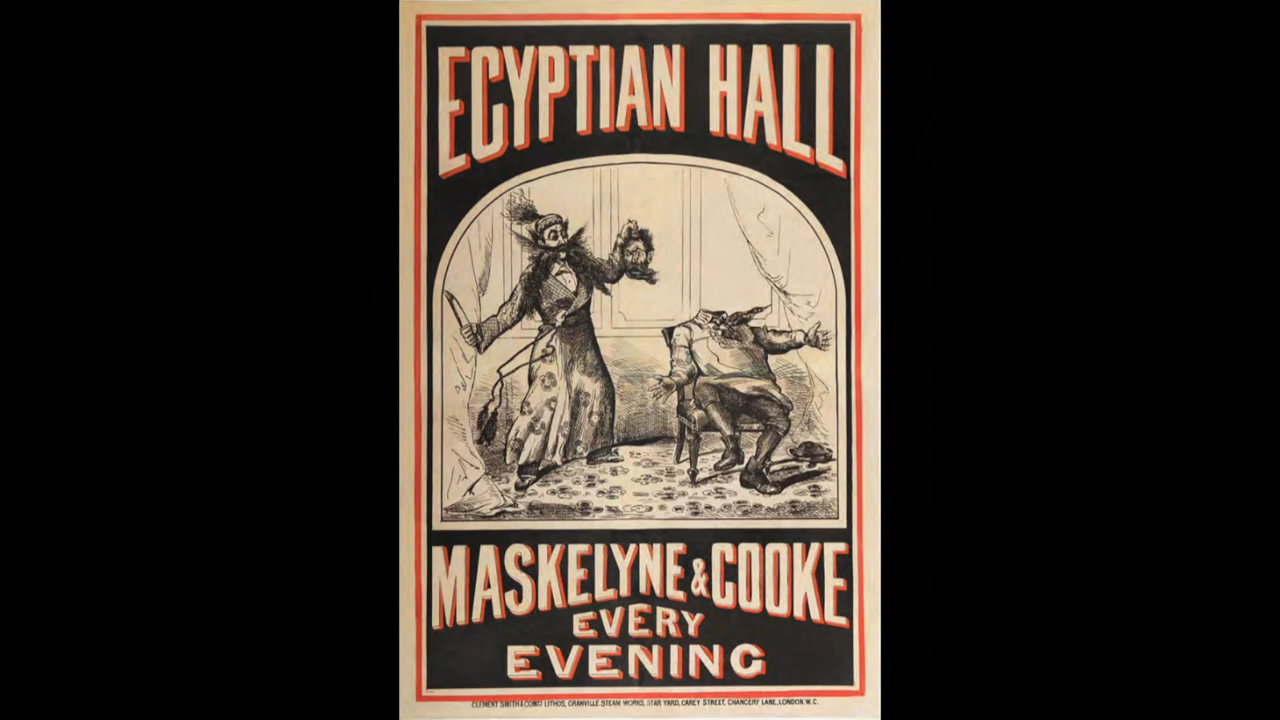 EGYPTIAN HALL
MASKELYNE & COOKE
EVERY
EVENING
CLEMENT SMITH & COMP. LITHOS, GRANVILLE STEAM WORKS, STAR YARD, CAREY STREET, CHANCERY LANE, LONDON. W.C.